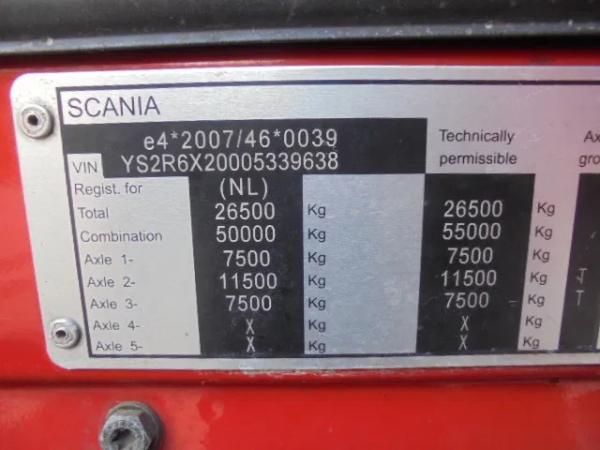 SCANIA
e4*2007/46*0039 Technically Ax
VIN YS2R6X20005339638 permissible gro
Regist. for (NL)
Total 26500 Kg 26500 Kg
Combination 50000 Kg 55000 Kg
Axle 1- 7500 Kg 7500 Kg
Axle 2- 11500 Kg 11500 Kg J
Axle 3- 7500 Kg 7500 Kg T
Axle 4- X Kg X Kg
Axle 5- X Kg X Kg